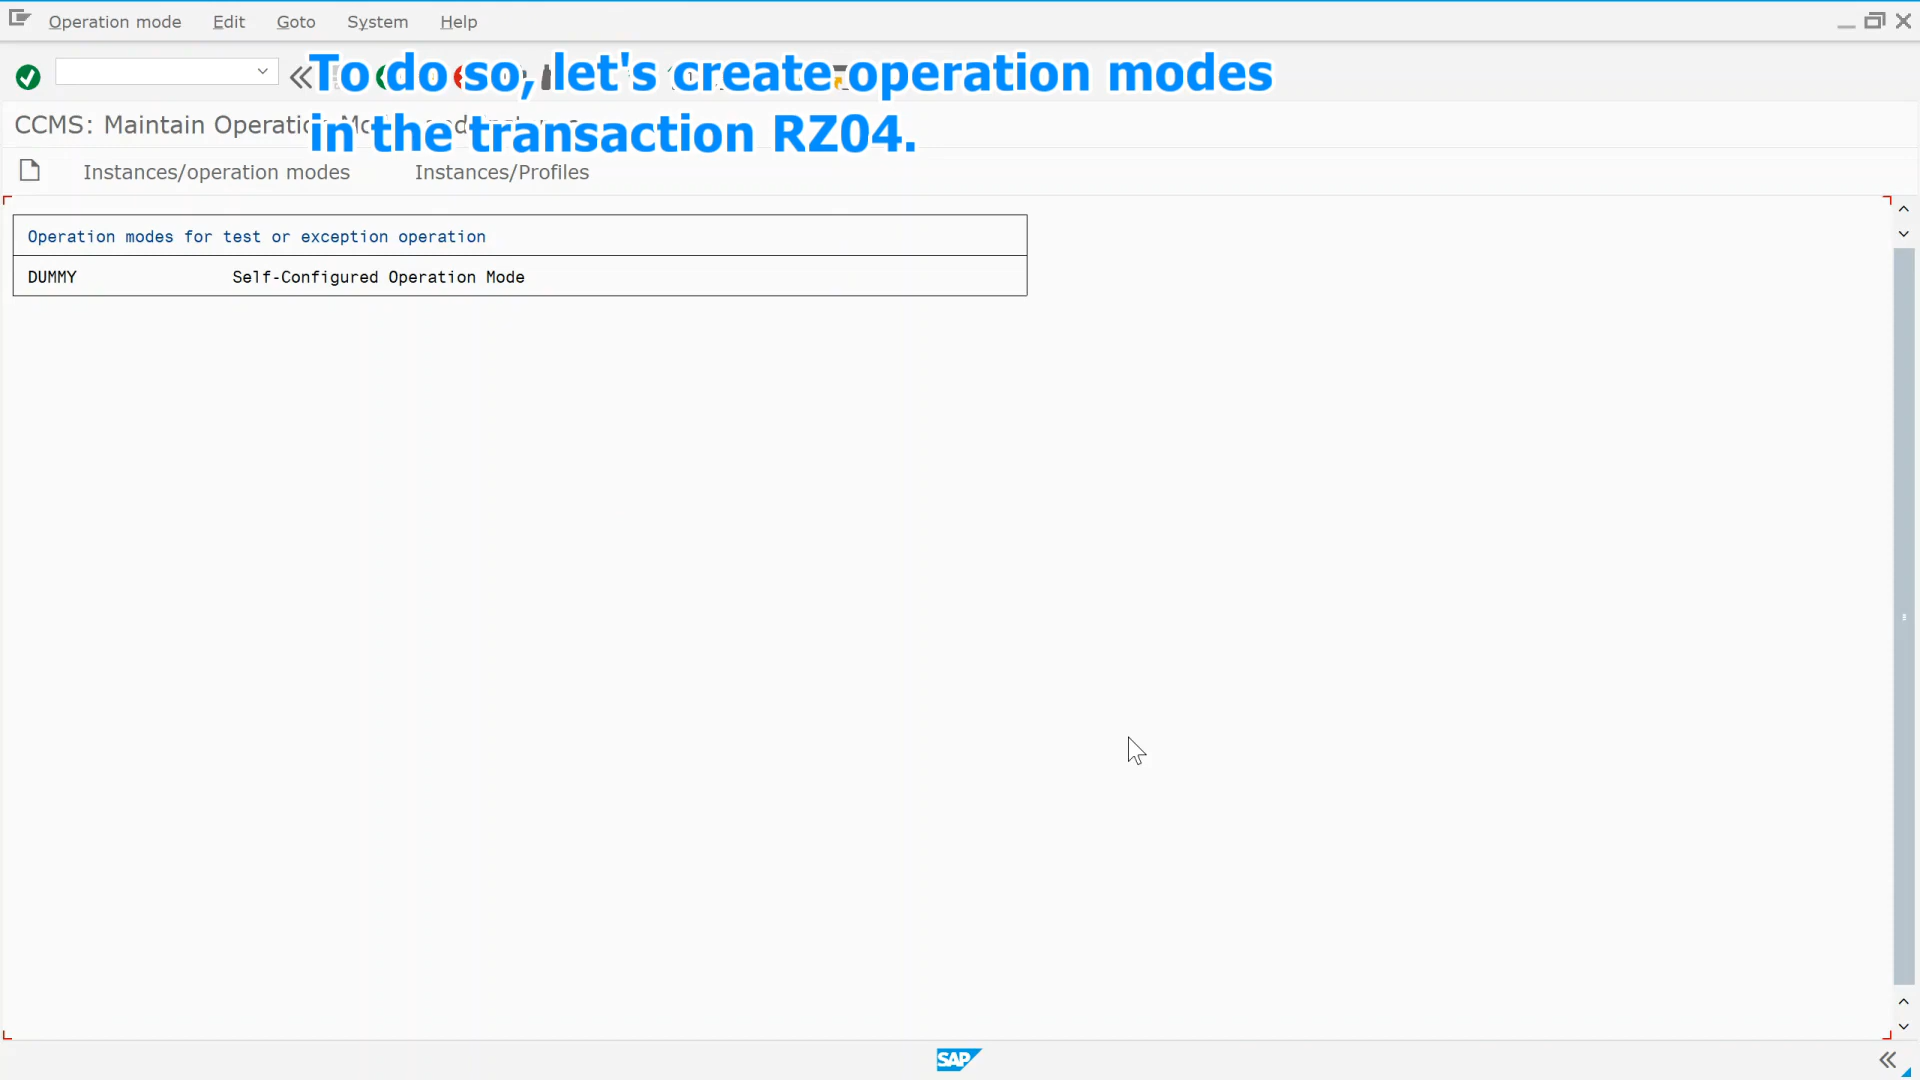 Operation mode Edit Goto System Help
To do so, let's create operation modes
in the transaction RZ04.
CCMS: Maintain Operatio
Instances/operation modes Instances/Profiles
Operation modes for test or exception operation
DUMMY Self-Configured Operation Mode
SAP